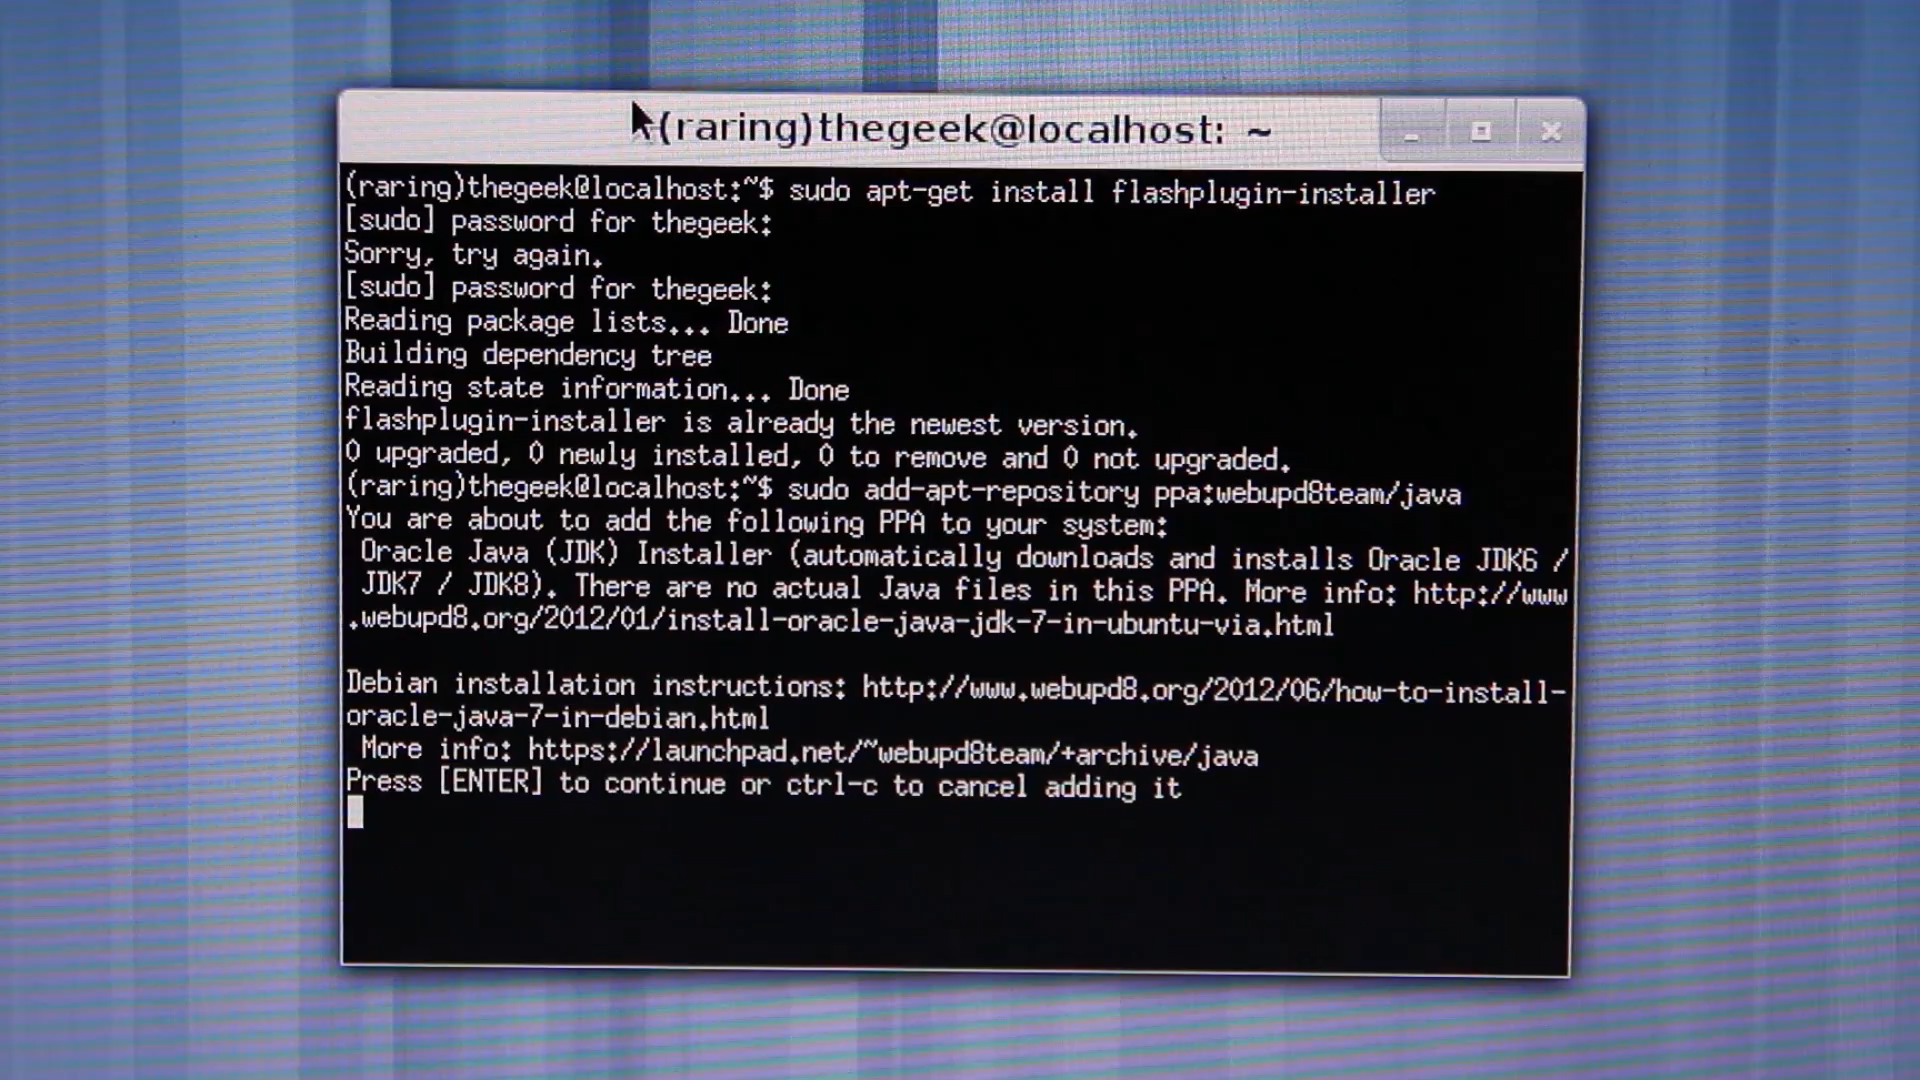 (raring)thegeek@localhost: ~
(raring)thegeek@localhost:~$ sudo apt-get install flashplugin-installer
[sudo] password for thegeek:
Sorry, try again.
[sudo] password for thegeek:
Reading package lists... Done
Building dependency tree
Reading state information... Done
flashplugin-installer is already the newest version.
0 upgraded, 0 newly installed, 0 to remove and 0 not upgraded.
(raring)thegeek@localhost:~$ sudo add-apt-repository ppa:webupd8team/java
You are about to add the following PPA to your system:
Oracle Java (JDK) Installer (automatically downloads and installs Oracle JDK6 /
JDK7 / JDK8). There are no actual Java files in this PPA. More info: http://www
.webupd8.org/2012/01/install-oracle-java-jdk-7-in-ubuntu-via.html
Debian installation instructions: http://www.webupd8.org/2012/06/how-to-install-
oracle-java-7-in-debian.html
More info: https://launchpad.net/~webupd8team/+archive/java
Press [ENTER] to continue or ctrl-c to cancel adding it